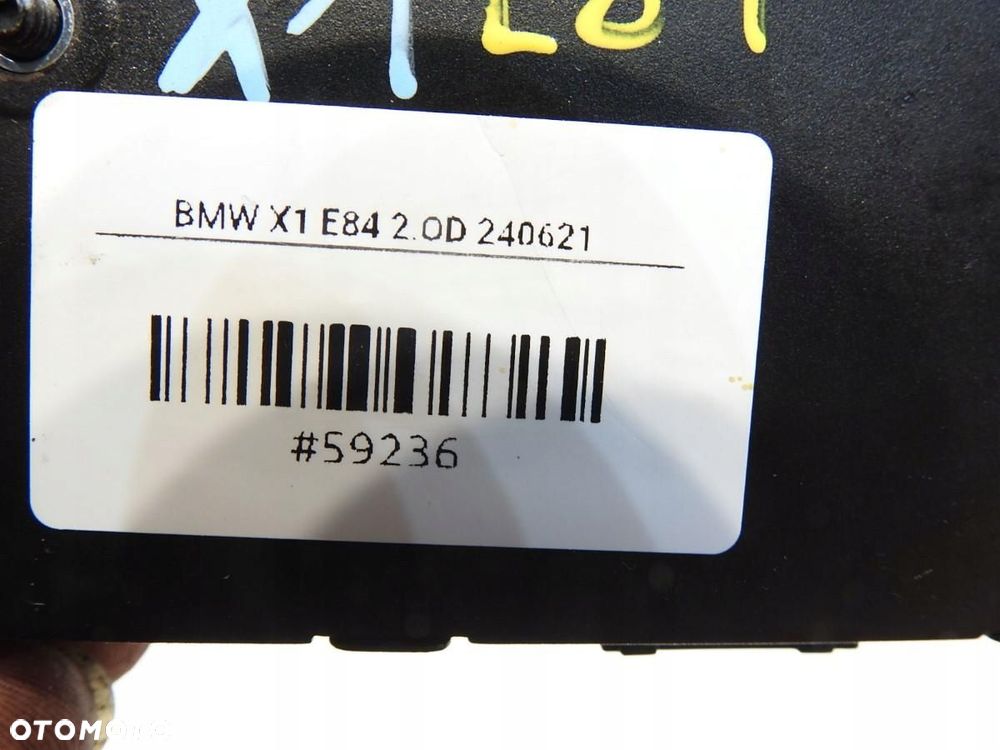 X1 E84
BMW X1 E84 2.0D 240621
#59236
OTOMOTO